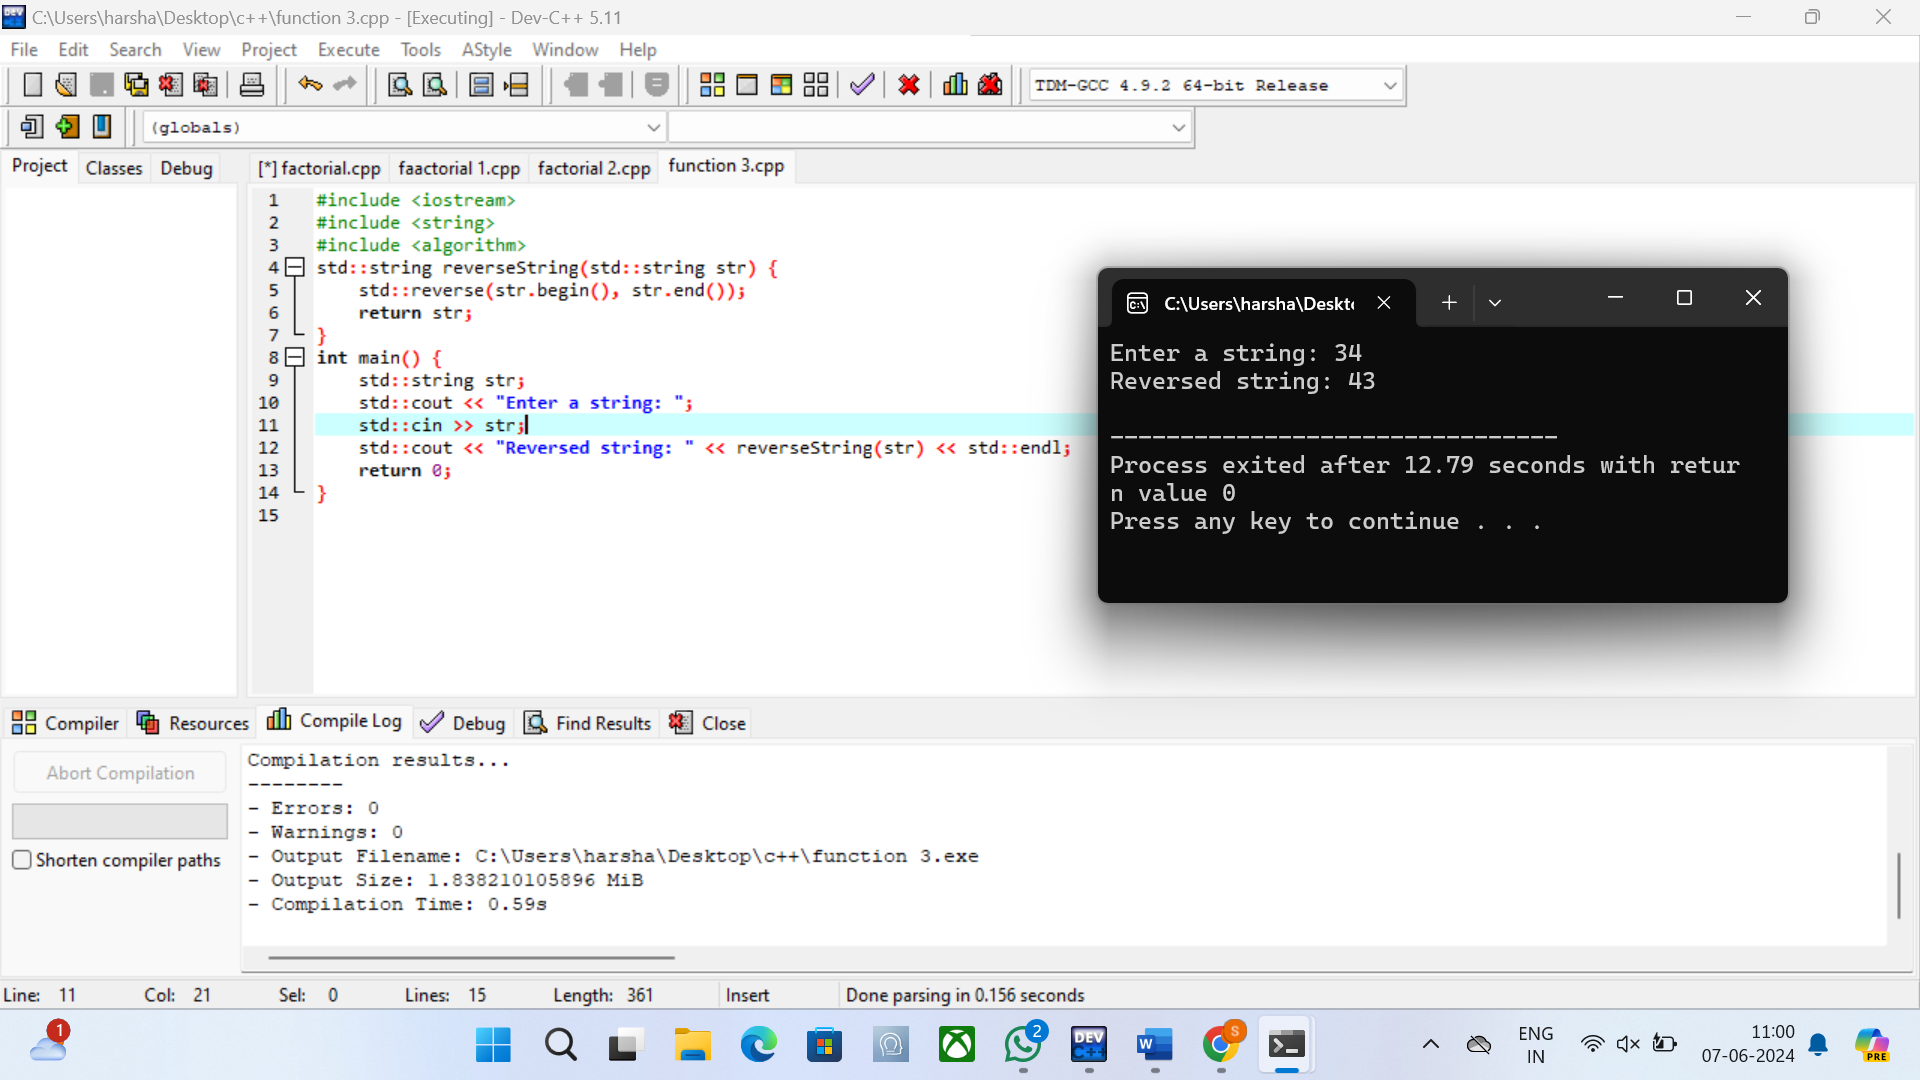 C:\Users\harsha\Desktop\c++\function 3.cpp - [Executing] - Dev-C++ 5.11
File Edit Search View Project Execute Tools AStyle Window Help
TDM-GCC 4.9.2 64-bit Release
(globals)
Project Classes Debug
[*] factorial.cpp faactorial 1.cpp factorial 2.cpp function 3.cpp
1 #include <iostream>
2 #include <string>
3 #include <algorithm>
4 std::string reverseString(std::string str) {
5 std::reverse(str.begin(), str.end());
6 return str;
7 }
8 int main() {
9 std::string str;
10 std::cout << "Enter a string: ";
11 std::cin >> str;
12 std::cout << "Reversed string: " << reverseString(str) << std::endl;
13 return 0;
14 }
15
C:\Users\harsha\Deskt
Enter a string: 34
Reversed string: 43
--------------------------------
Process exited after 12.79 seconds with retur
n value 0
Press any key to continue . . .
Compiler Resources Compile Log Debug Find Results Close
Abort Compilation
Shorten compiler paths
Compilation results...
--------
- Errors: 0
- Warnings: 0
- Output Filename: C:\Users\harsha\Desktop\c++\function 3.exe
- Output Size: 1.838210105896 MiB
- Compilation Time: 0.59s
Line: 11 Col: 21 Sel: 0 Lines: 15 Length: 361 Insert Done parsing in 0.156 seconds
1
2
DEV
C++
W
S
PRE
ENG
IN
11:00
07-06-2024